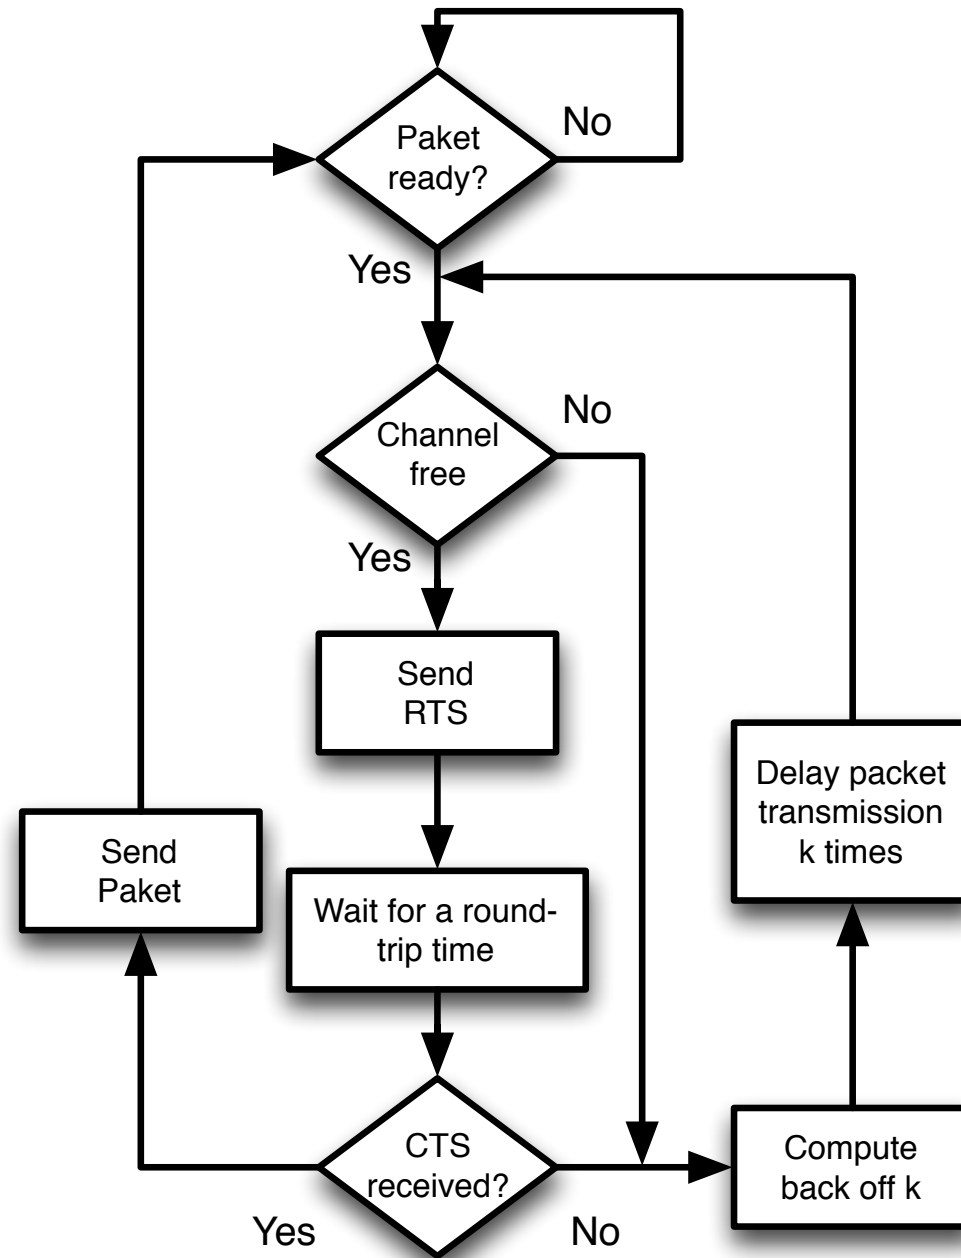 Paket
ready?
No
Yes
Channel
free
No
Yes
Send
RTS
Delay packet
transmission
k times
Send
Paket
Wait for a round-
trip time
CTS
received?
Yes
No
Compute
back off k